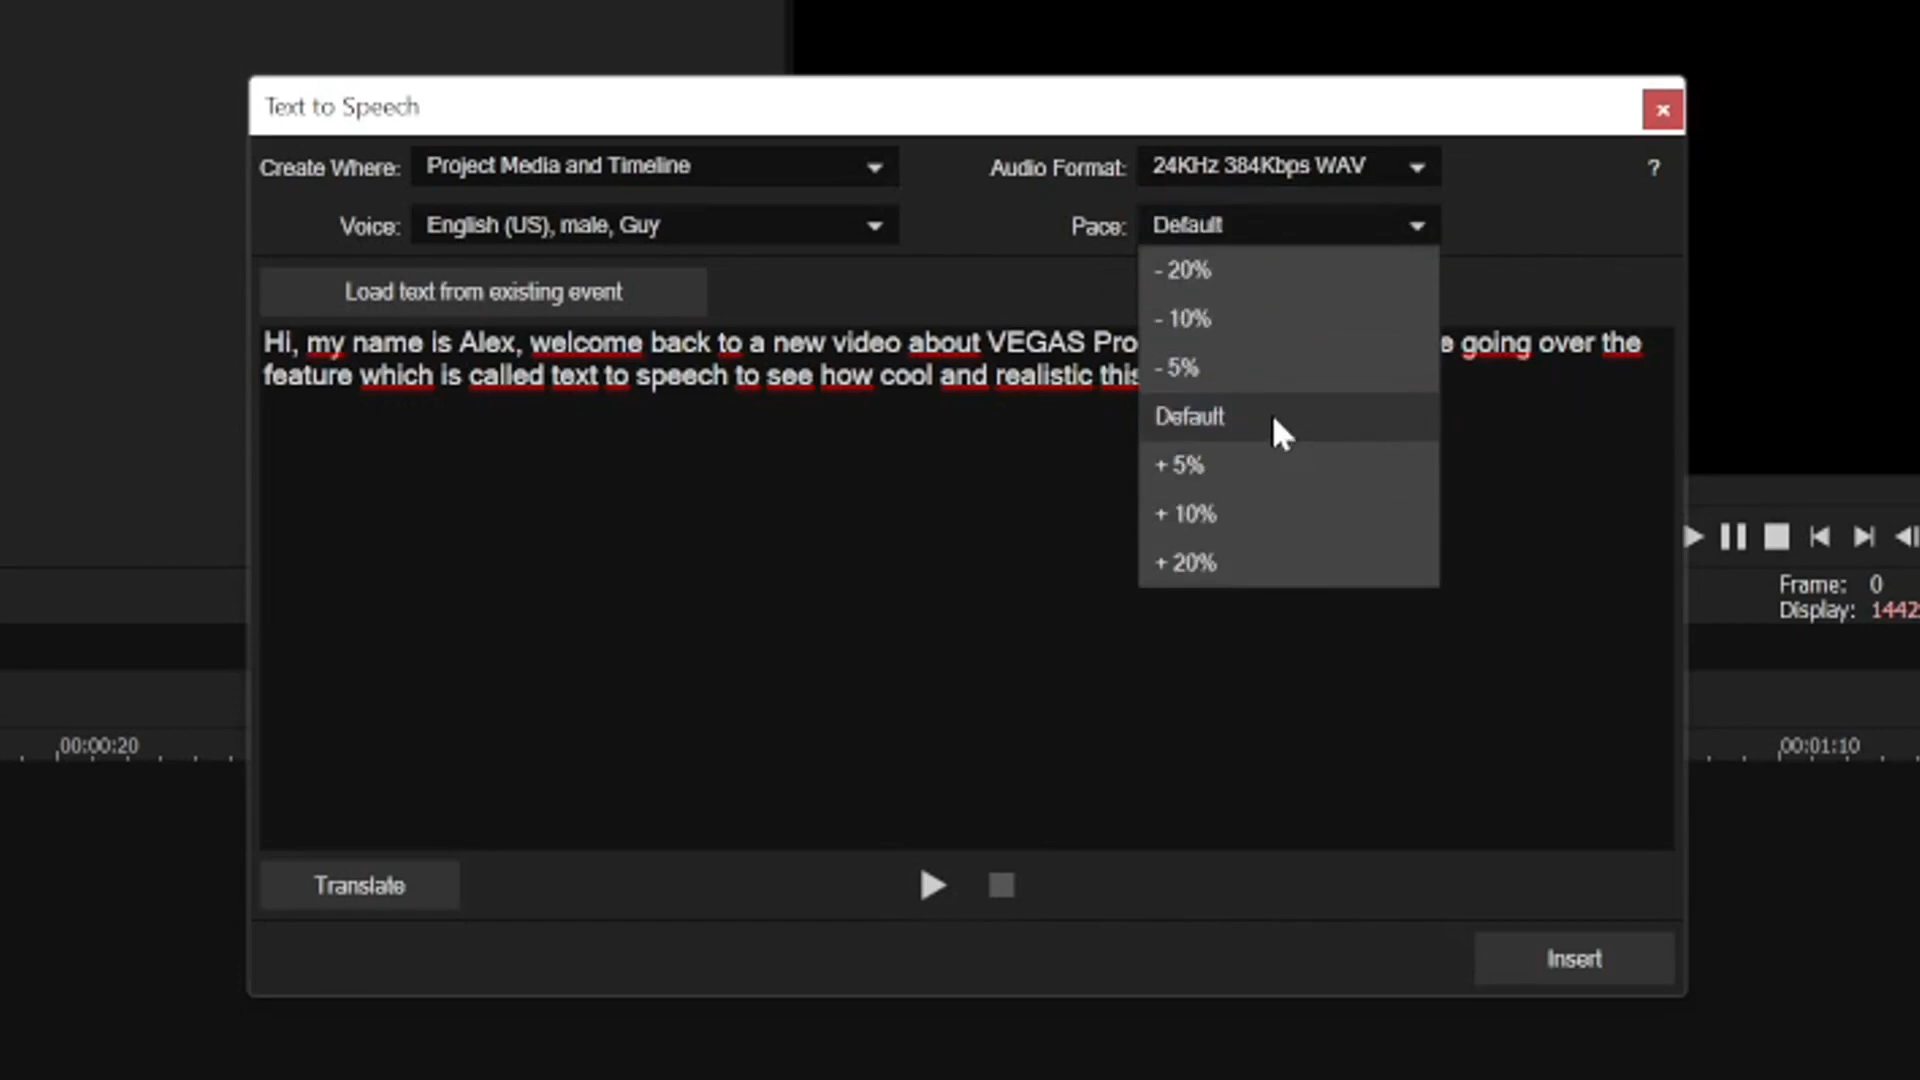 Text to Speech
Create Where: Project Media and Timeline Audio Format: 24KHz 384Kbps WAV ?
Voice: English (US), male, Guy Pace: Default
- 20%
- 10%
- 5%
Default
+ 5%
+ 10%
+ 20%
Load text from existing event
Hi, my name is Alex, welcome back to a new video about VEGAS Pro going over the
feature which is called text to speech to see how cool and realistic this
Frame: 0
Display: 1442
00:00:20
00:01:10
Translate
Insert